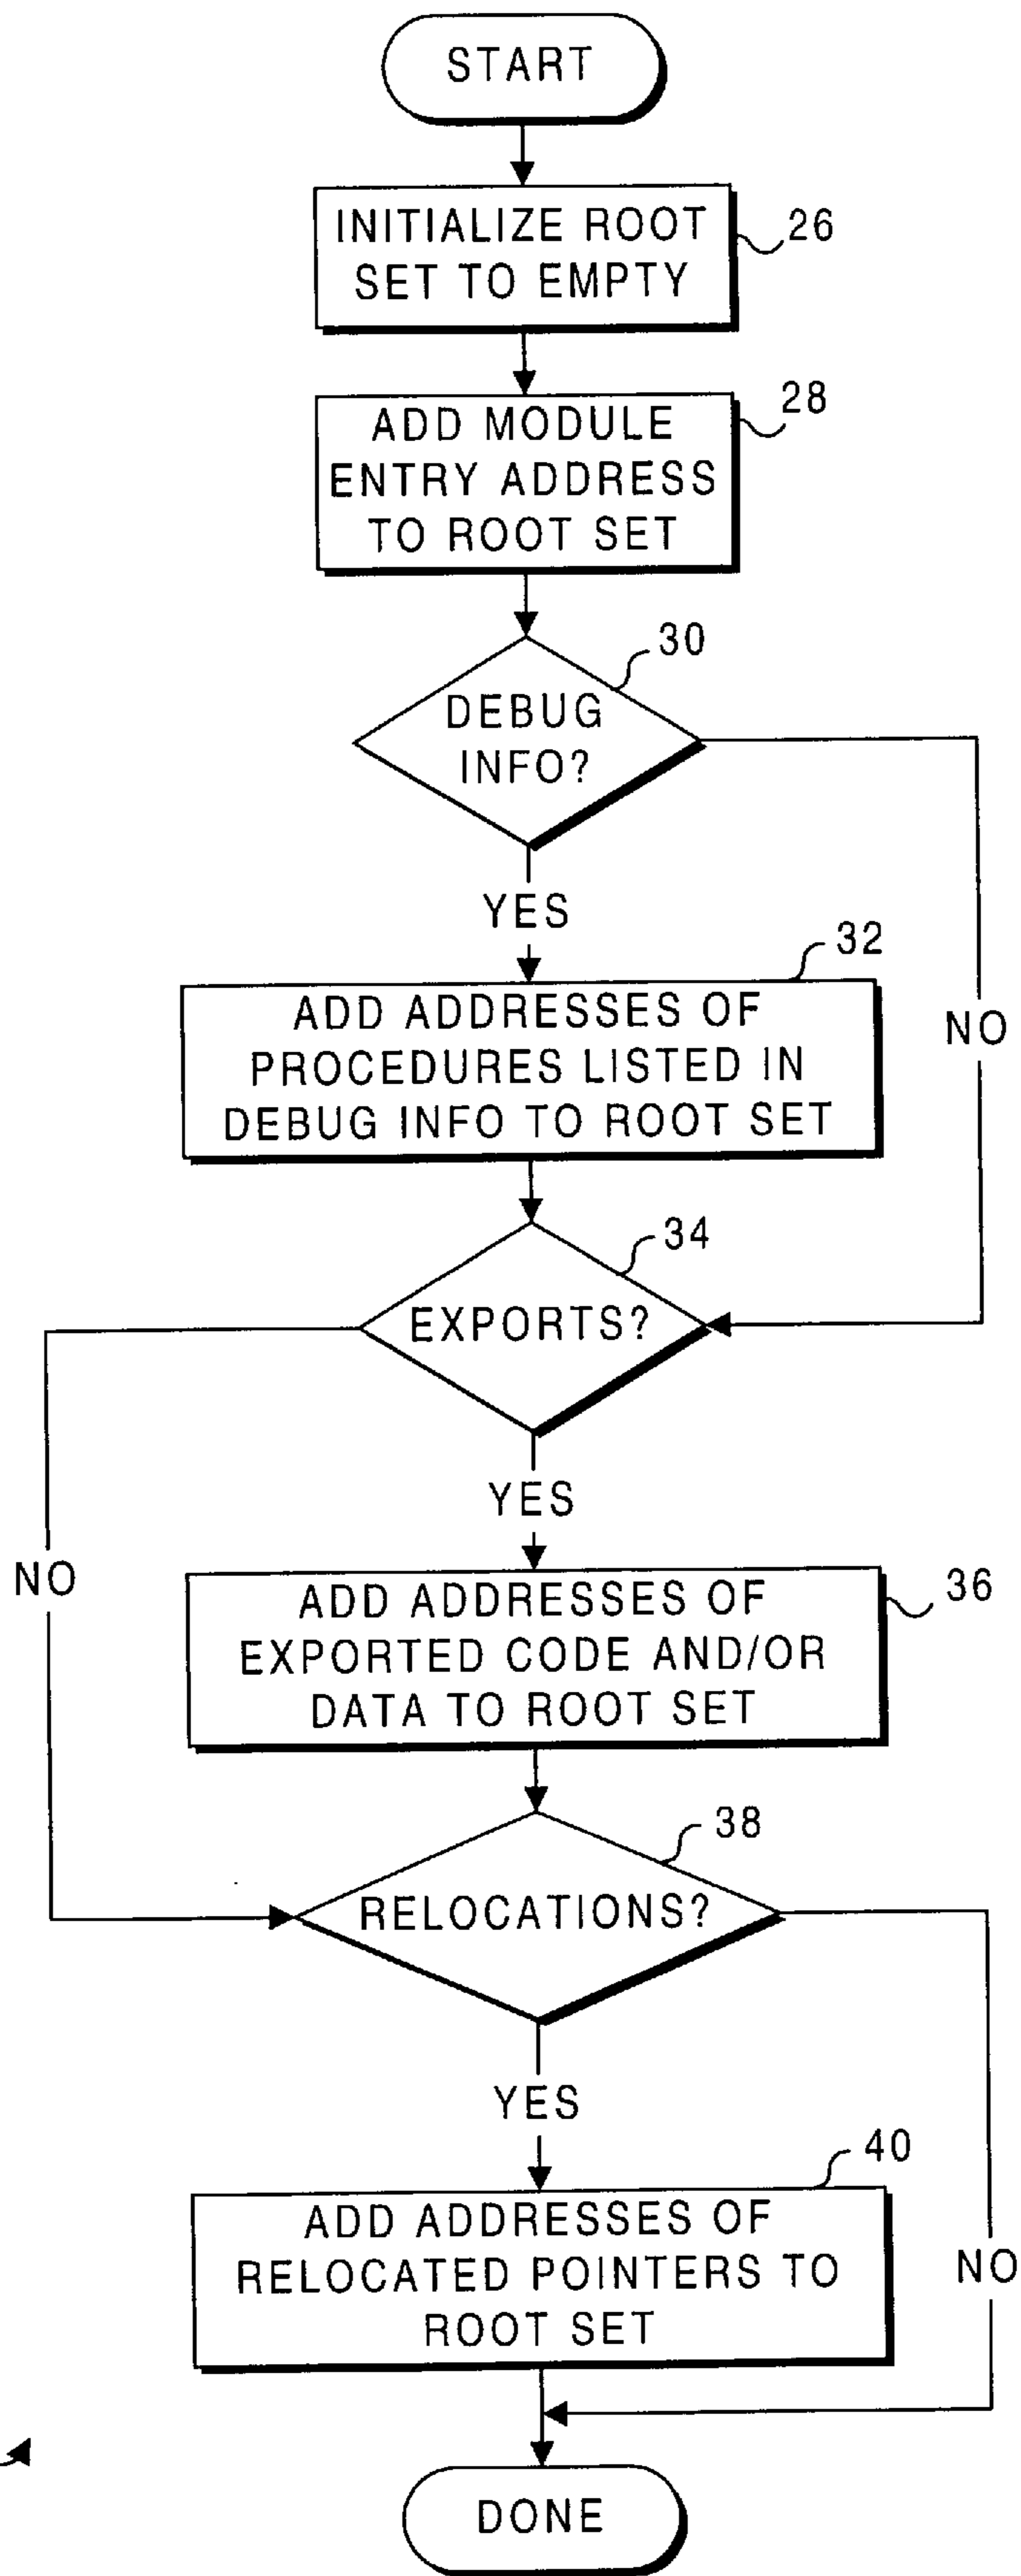 START
INITIALIZE ROOT
SET TO EMPTY
26
ADD MODULE
ENTRY ADDRESS
TO ROOT SET
28
30
DEBUG
INFO?
YES
NO
32
ADD ADDRESSES OF
PROCEDURES LISTED IN
DEBUG INFO TO ROOT SET
34
EXPORTS?
YES
NO
36
ADD ADDRESSES OF
EXPORTED CODE AND/OR
DATA TO ROOT SET
38
RELOCATIONS?
YES
NO
40
ADD ADDRESSES OF
RELOCATED POINTERS TO
ROOT SET
DONE